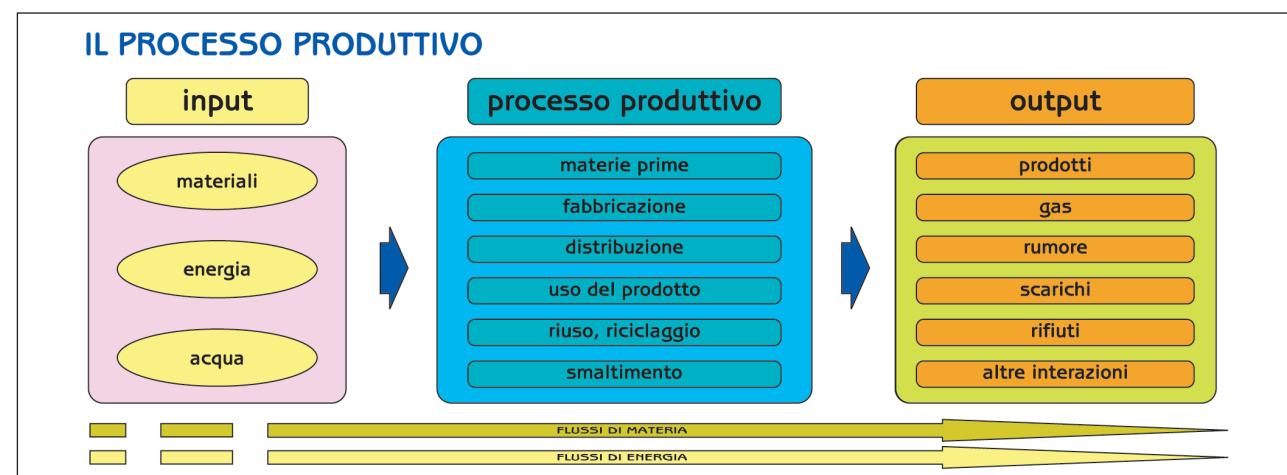 IL PROCESSO PRODUTTIVO
input
materiali
energia
acqua
processo produttivo
materie prime
fabbricazione
distribuzione
uso del prodotto
riuso, riciclaggio
smaltimento
output
prodotti
gas
rumore
scarichi
rifiuti
altre interazioni
FLUSSI DI MATERIA
FLUSSI DI ENERGIA